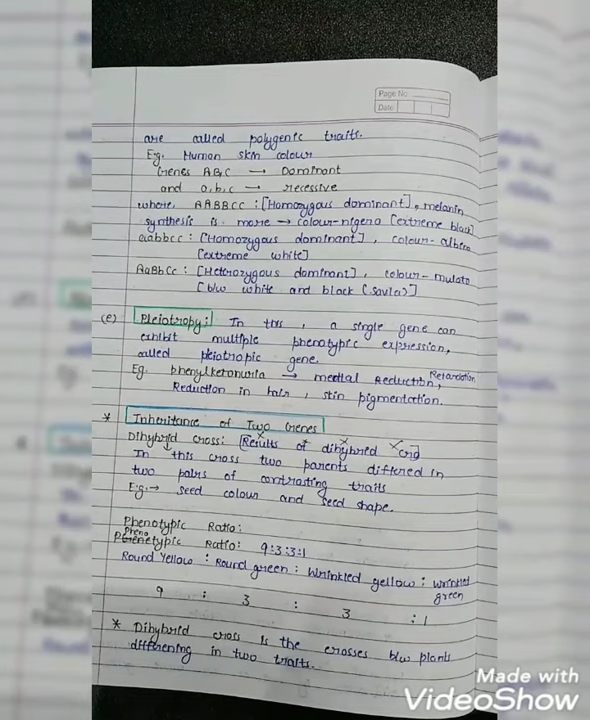 Page No
Date
are called polygenic traits.
E.g. Human skin colour
Genes A,B,C → Dominant
and a,b,c → recessive
where, AABBCC : [Homozygous dominant], melanin
synthesis is more → colour-nigena [extreme black]
aabbcc : [Homozygous dominant], colour- albino
[extreme white]
AaBbCc : [Heterozygous dominant], colour- mulato
[b/w white and black (Savla)]
(e) Pleiotropy: In this, a single gene can
exhibit multiple phenotypic expression,
called pleiotropic gene.
Eg. phenylketonuria → mental Reduction, Retardation
Reduction in hair, skin pigmentation.
* Inheritance of Two Genes
Dihybrid cross: [Results of dihybrid
In this cross two parents differed in
two pairs of contrasting traits
E.g.→ seed colour and seed shape.
Phenotypic Ratio:
Pheno
Ratio: 9:3:3:1
Round Yellow : Round green : Wrinkled yellow : wrinkled
green
9 : 3 : 3 : 1
* Dihybrid cross is the crosses b/w plants
differening in two traits.
Made with
VideoShow